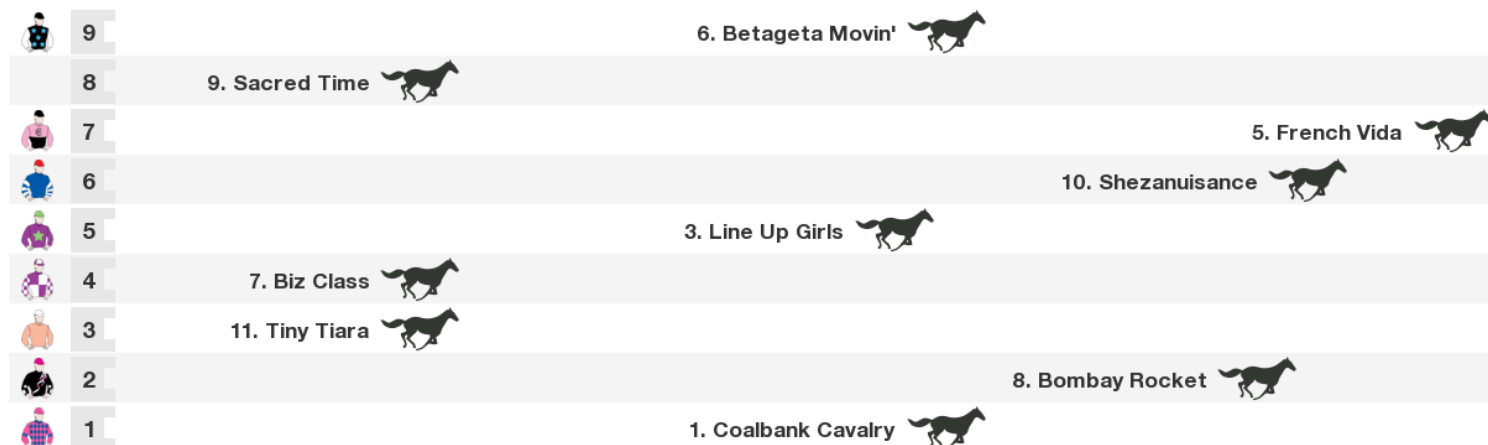 9 6. Betageta Movin'
8 9. Sacred Time
7 5. French Vida
6 10. Shezanuisance
5 3. Line Up Girls
4 7. Biz Class
3 11. Tiny Tiara
2 8. Bombay Rocket
1 1. Coalbank Cavalry